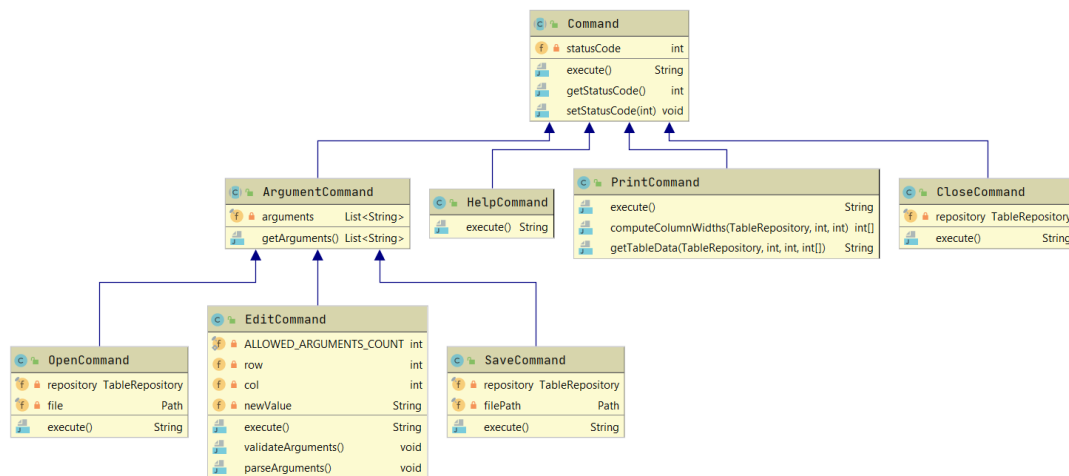 Command
statusCode int
execute() String
getStatusCode() int
setStatusCode(int) void
ArgumentCommand
arguments List<String>
getArguments() List<String>
HelpCommand
execute() String
PrintCommand
execute() String
computeColumnWidths(TableRepository, int, int) int[]
getTableData(TableRepository, int, int, int[]) String
CloseCommand
repository TableRepository
execute() String
OpenCommand
repository TableRepository
file Path
execute() String
EditCommand
ALLOWED_ARGUMENTS_COUNT int
row int
col int
newValue String
execute() String
validateArguments() void
parseArguments() void
SaveCommand
repository TableRepository
filePath Path
execute() String